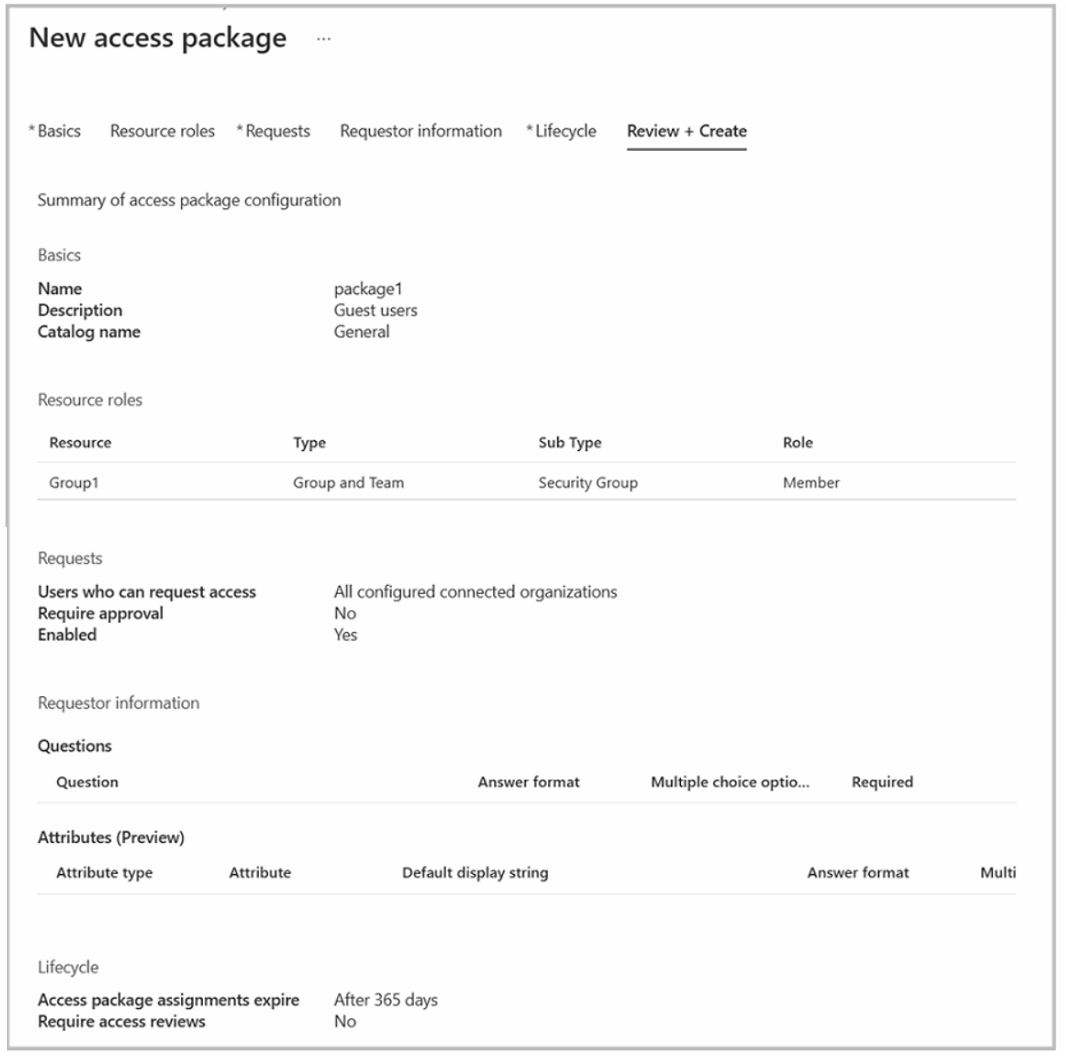 New access package ...
*Basics Resource roles *Requests Requestor information *Lifecycle Review + Create
Summary of access package configuration
Basics
Name package1
Description Guest users
Catalog name General
Resource roles
Resource Type Sub Type Role
Group1 Group and Team Security Group Member
Requests
Users who can request access All configured connected organizations
Require approval No
Enabled Yes
Requestor information
Questions
Question Answer format Multiple choice optio... Required
Attributes (Preview)
Attribute type Attribute Default display string Answer format Multi
Lifecycle
Access package assignments expire After 365 days
Require access reviews No